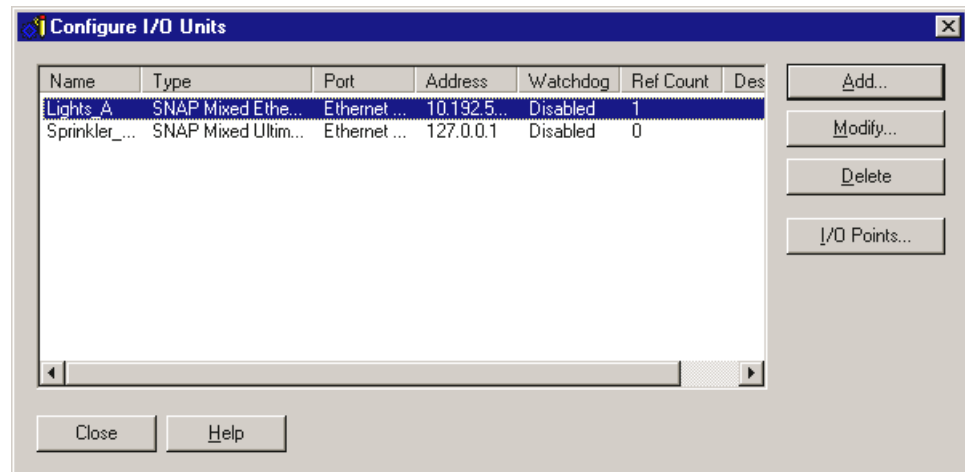 Configure I/O Units
Name Type Port Address Watchdog Ref Count Des
Lights_A SNAP Mixed Ethe... Ethernet ... 10.192.5... Disabled 1
Sprinkler_... SNAP Mixed Ultim... Ethernet ... 127.0.0.1 Disabled 0
Add...
Modify...
Delete
I/O Points...
Close Help